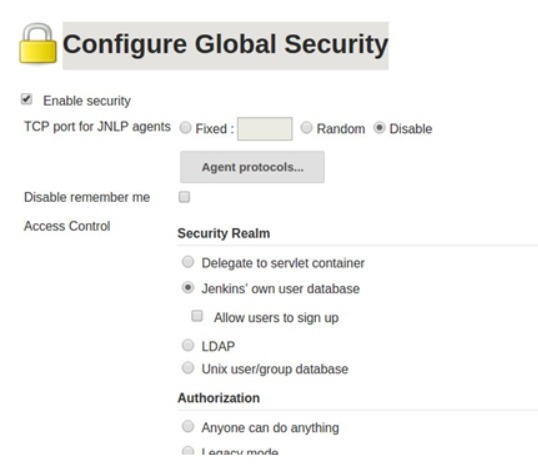 Configure Global Security
Enable security
TCP port for JNLP agents Fixed : Random Disable
Agent protocols...
Disable remember me
Access Control
Security Realm
Delegate to servlet container
Jenkins' own user database
Allow users to sign up
LDAP
Unix user/group database
Authorization
Anyone can do anything
Legacy mode